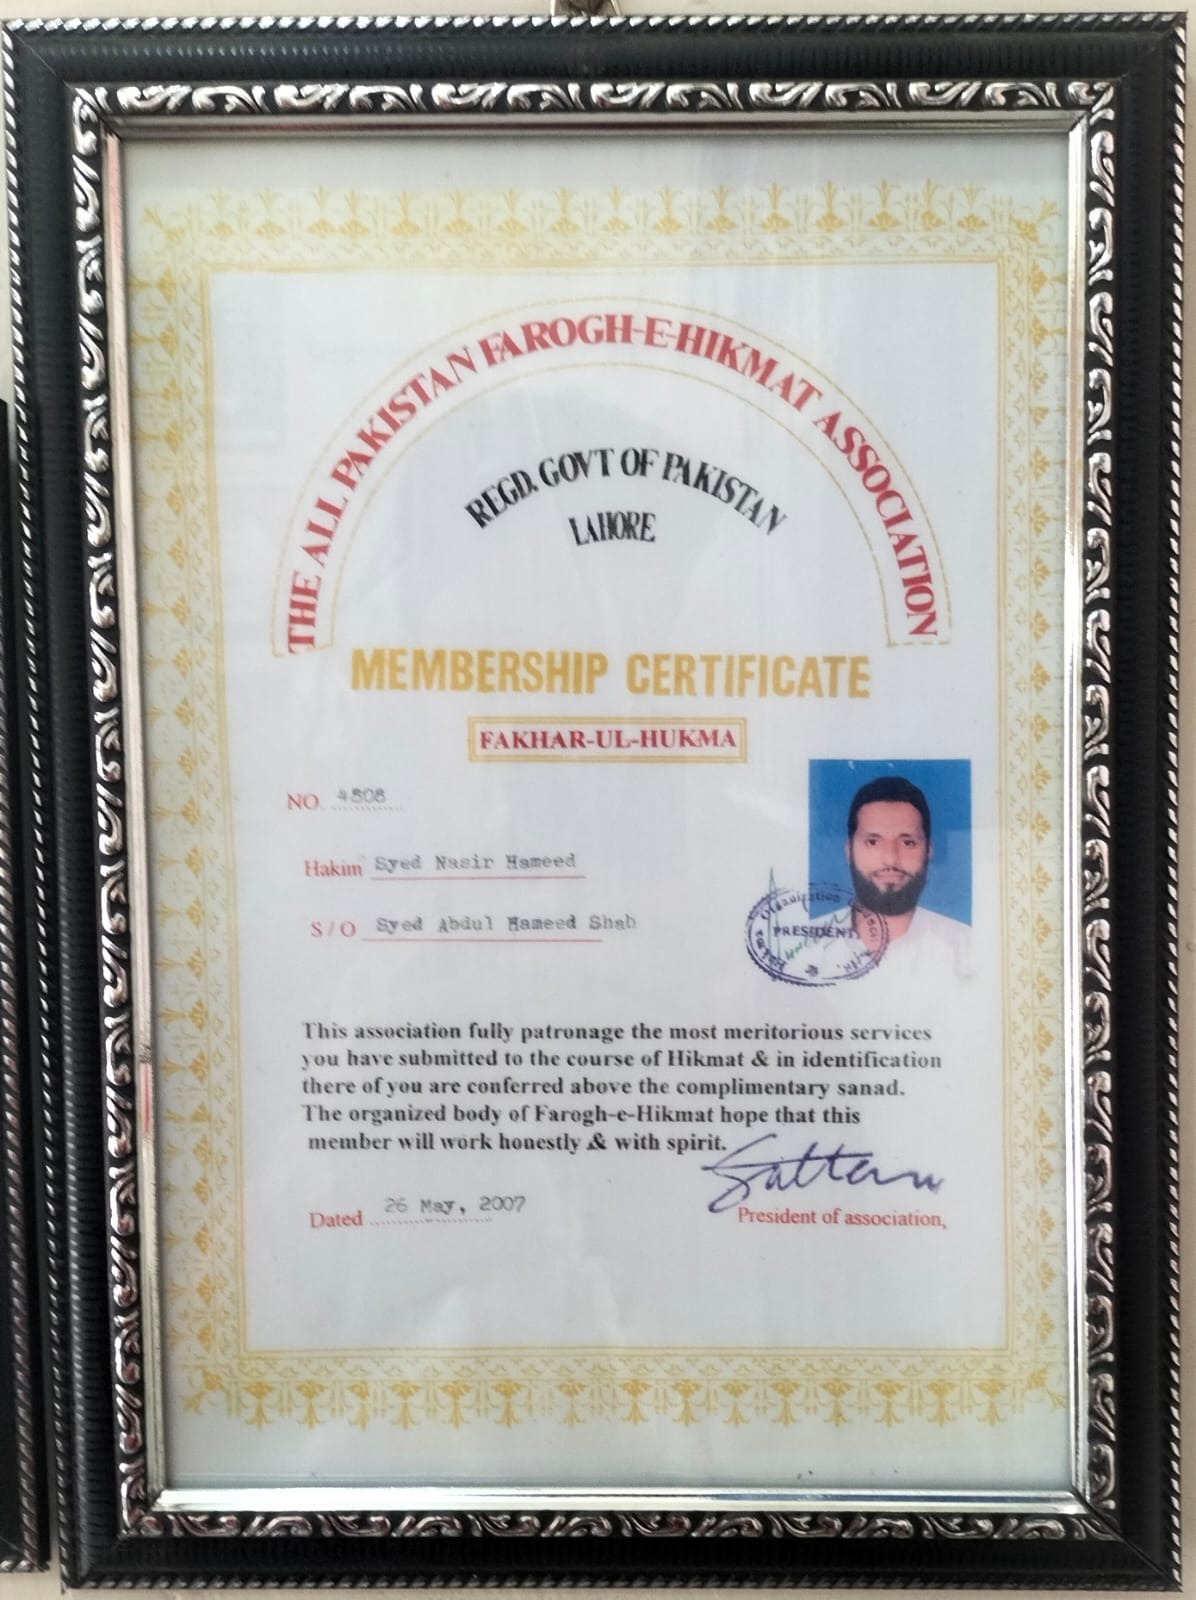 THE ALL PAKISTAN FAROGH-E-HIKMAT ASSOCIATION
REGD. GOVT OF PAKISTAN
LAHORE
MEMBERSHIP CERTIFICATE
FAKHAR-UL-HUKMA
NO. 4508
Hakim Syed Nasir Hameed
S/O Syed Abdul Hameed Shah
Organization Council
PRESIDENT
This association fully patronage the most meritorious services
you have submitted to the course of Hikmat & in identification
there of you are conferred above the complimentary sanad.
The organized body of Farogh-e-Hikmat hope that this
member will work honestly & with spirit.
Sattar
Dated 26 May, 2007
President of association,